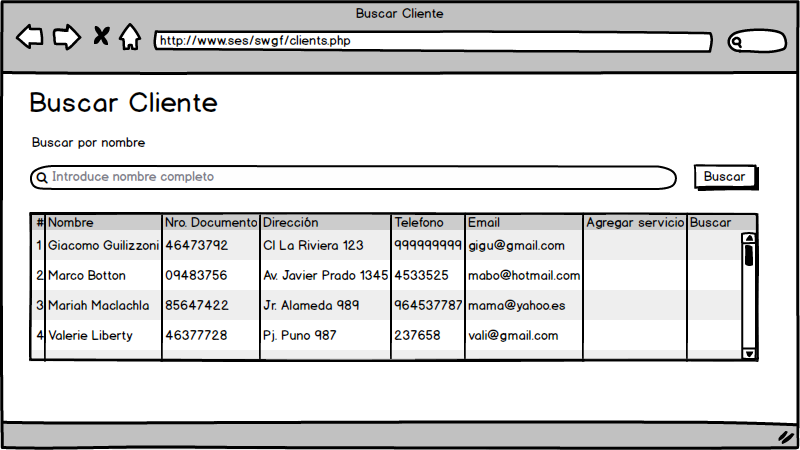 Buscar Cliente
http://www.ses/swgf/clients.php
Buscar Cliente
Buscar por nombre
Introduce nombre completo Buscar
# Nombre Nro. Documento Dirección Telefono Email Agregar servicio Buscar
1 Giacomo Guilizzoni 46473792 Cl La Riviera 123 999999999 gigu@gmail.com
2 Marco Botton 09483756 Av. Javier Prado 1345 4533525 mabo@hotmail.com
3 Mariah Maclachla 85647422 Jr. Alameda 989 964537787 mama@yahoo.es
4 Valerie Liberty 46377728 Pj. Puno 987 237658 vali@gmail.com